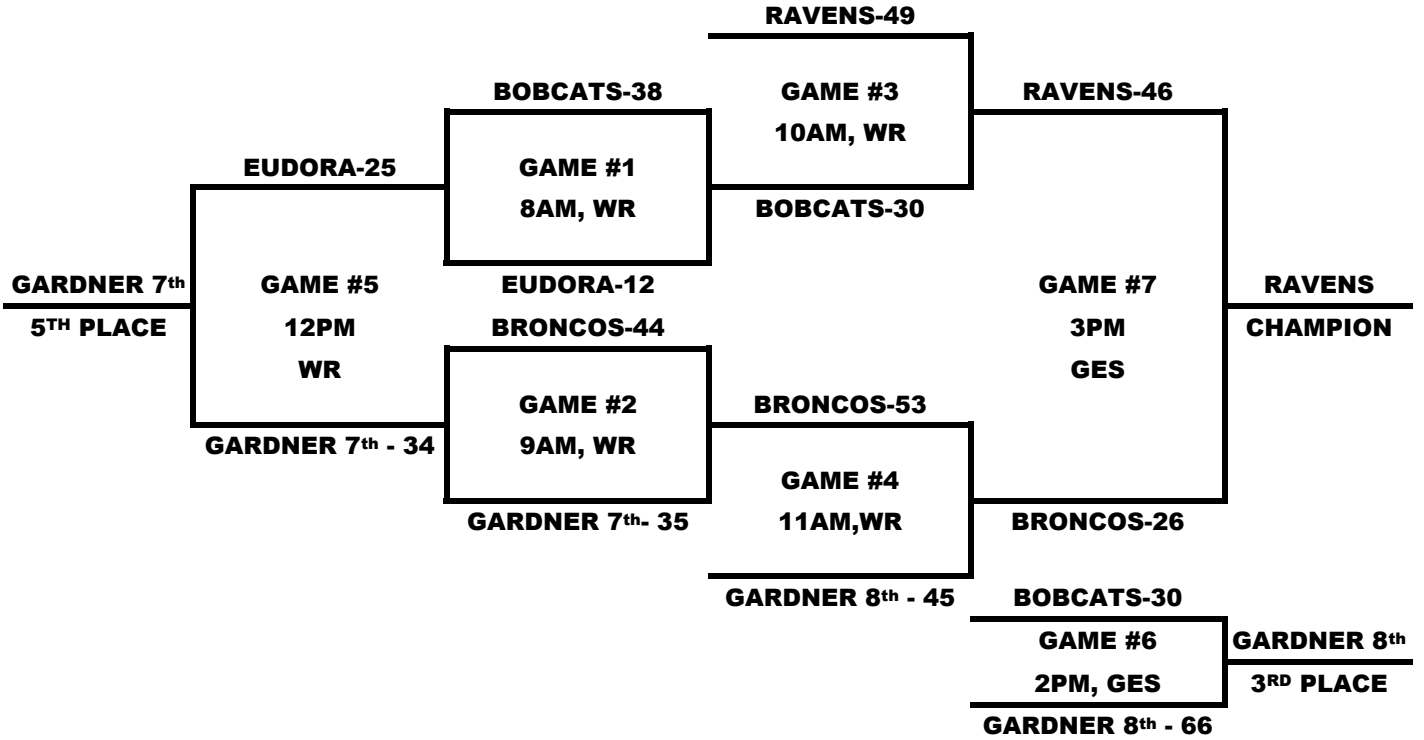 RAVENS-49
BOBCATS-38
GAME #3
10AM, WR
RAVENS-46
EUDORA-25
GAME #1
8AM, WR
BOBCATS-30
GARDNER 7th
5TH PLACE
GAME #5
12PM
WR
EUDORA-12
BRONCOS-44
GAME #7
3PM
GES
RAVENS
CHAMPION
GARDNER 7th - 34
GAME #2
9AM, WR
BRONCOS-53
GARDNER 7th- 35
GAME #4
11AM,WR
BRONCOS-26
GARDNER 8th - 45
BOBCATS-30
GAME #6
2PM, GES
GARDNER 8th
3RD PLACE
GARDNER 8th - 66